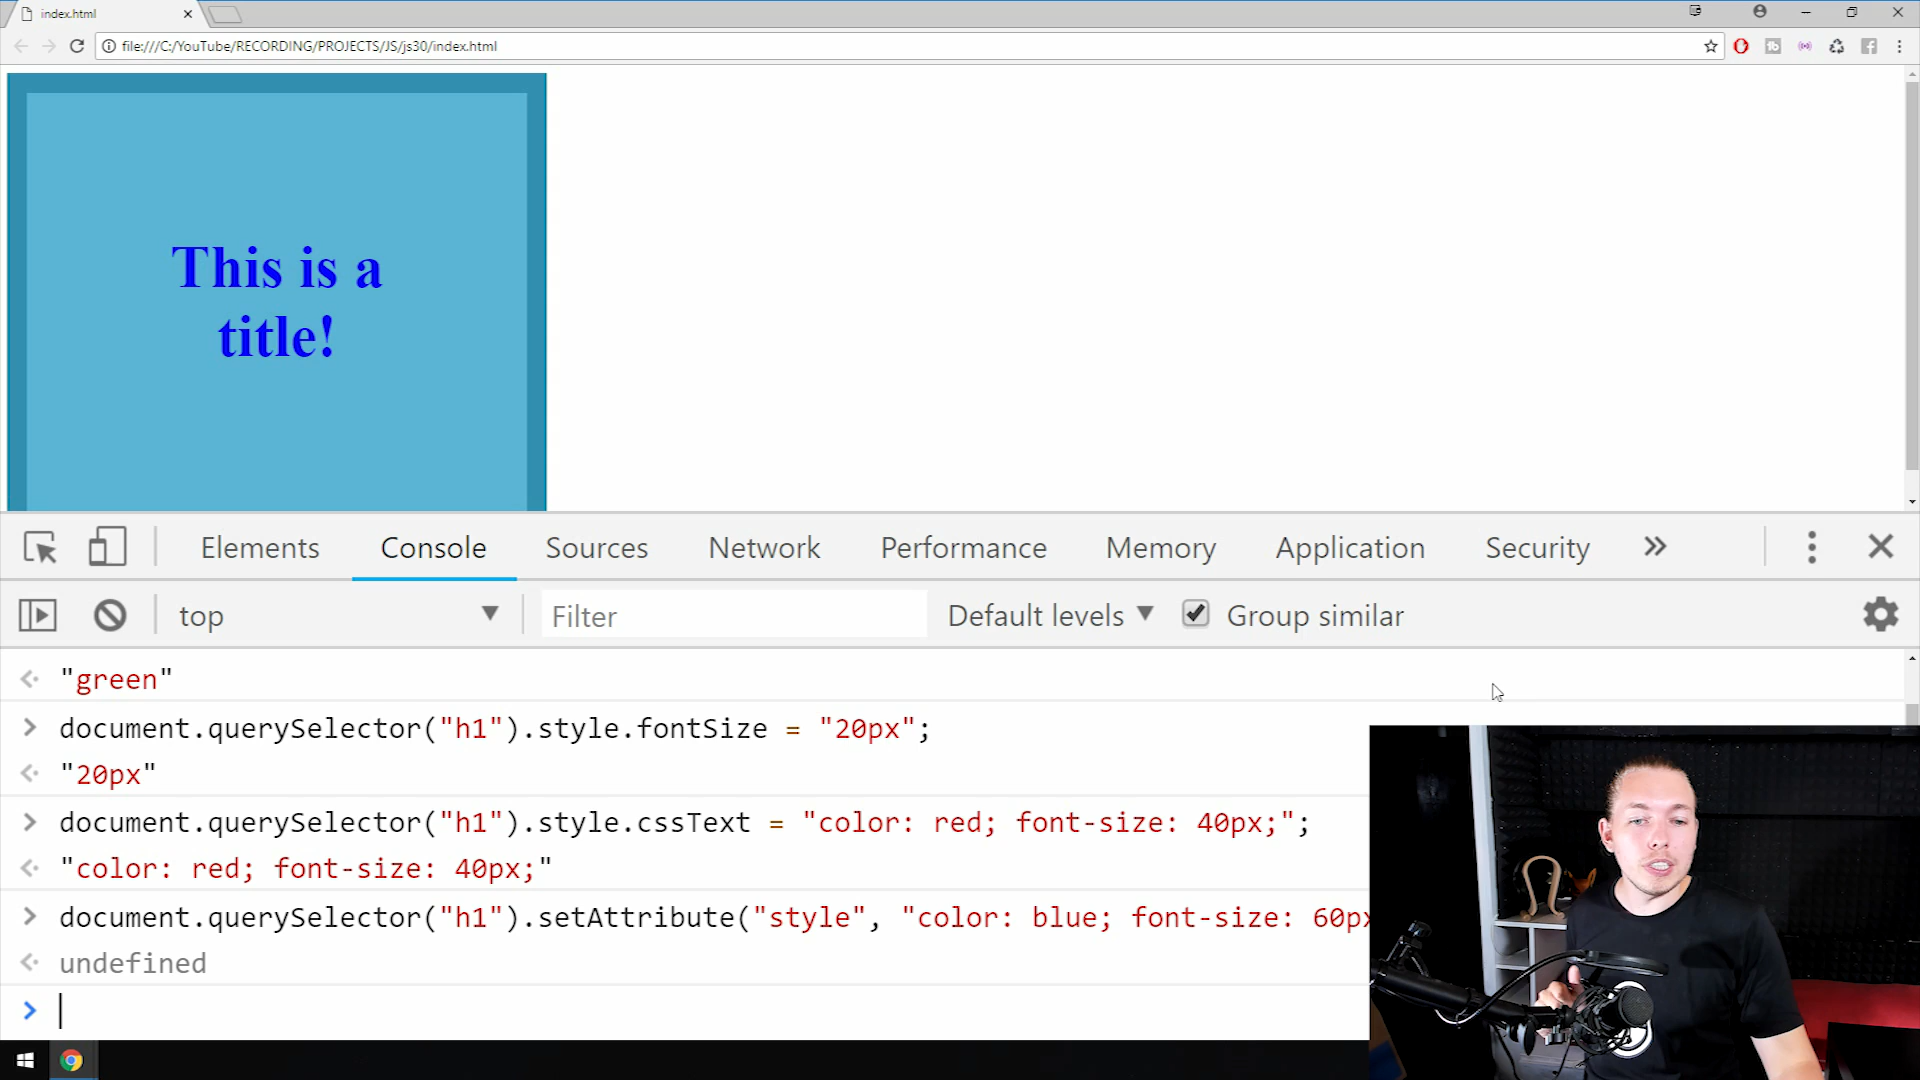 index.html
file:///C:/YouTube/RECORDING/PROJECTS/JS/js30/index.html
This is a
title!
Elements Console Sources Network Performance Memory Application Security
top Filter Default levels Group similar
"green"
document.querySelector("h1").style.fontSize = "20px";
"20px"
document.querySelector("h1").style.cssText = "color: red; font-size: 40px;";
"color: red; font-size: 40px;"
document.querySelector("h1").setAttribute("style", "color: blue; font-size: 60px
undefined